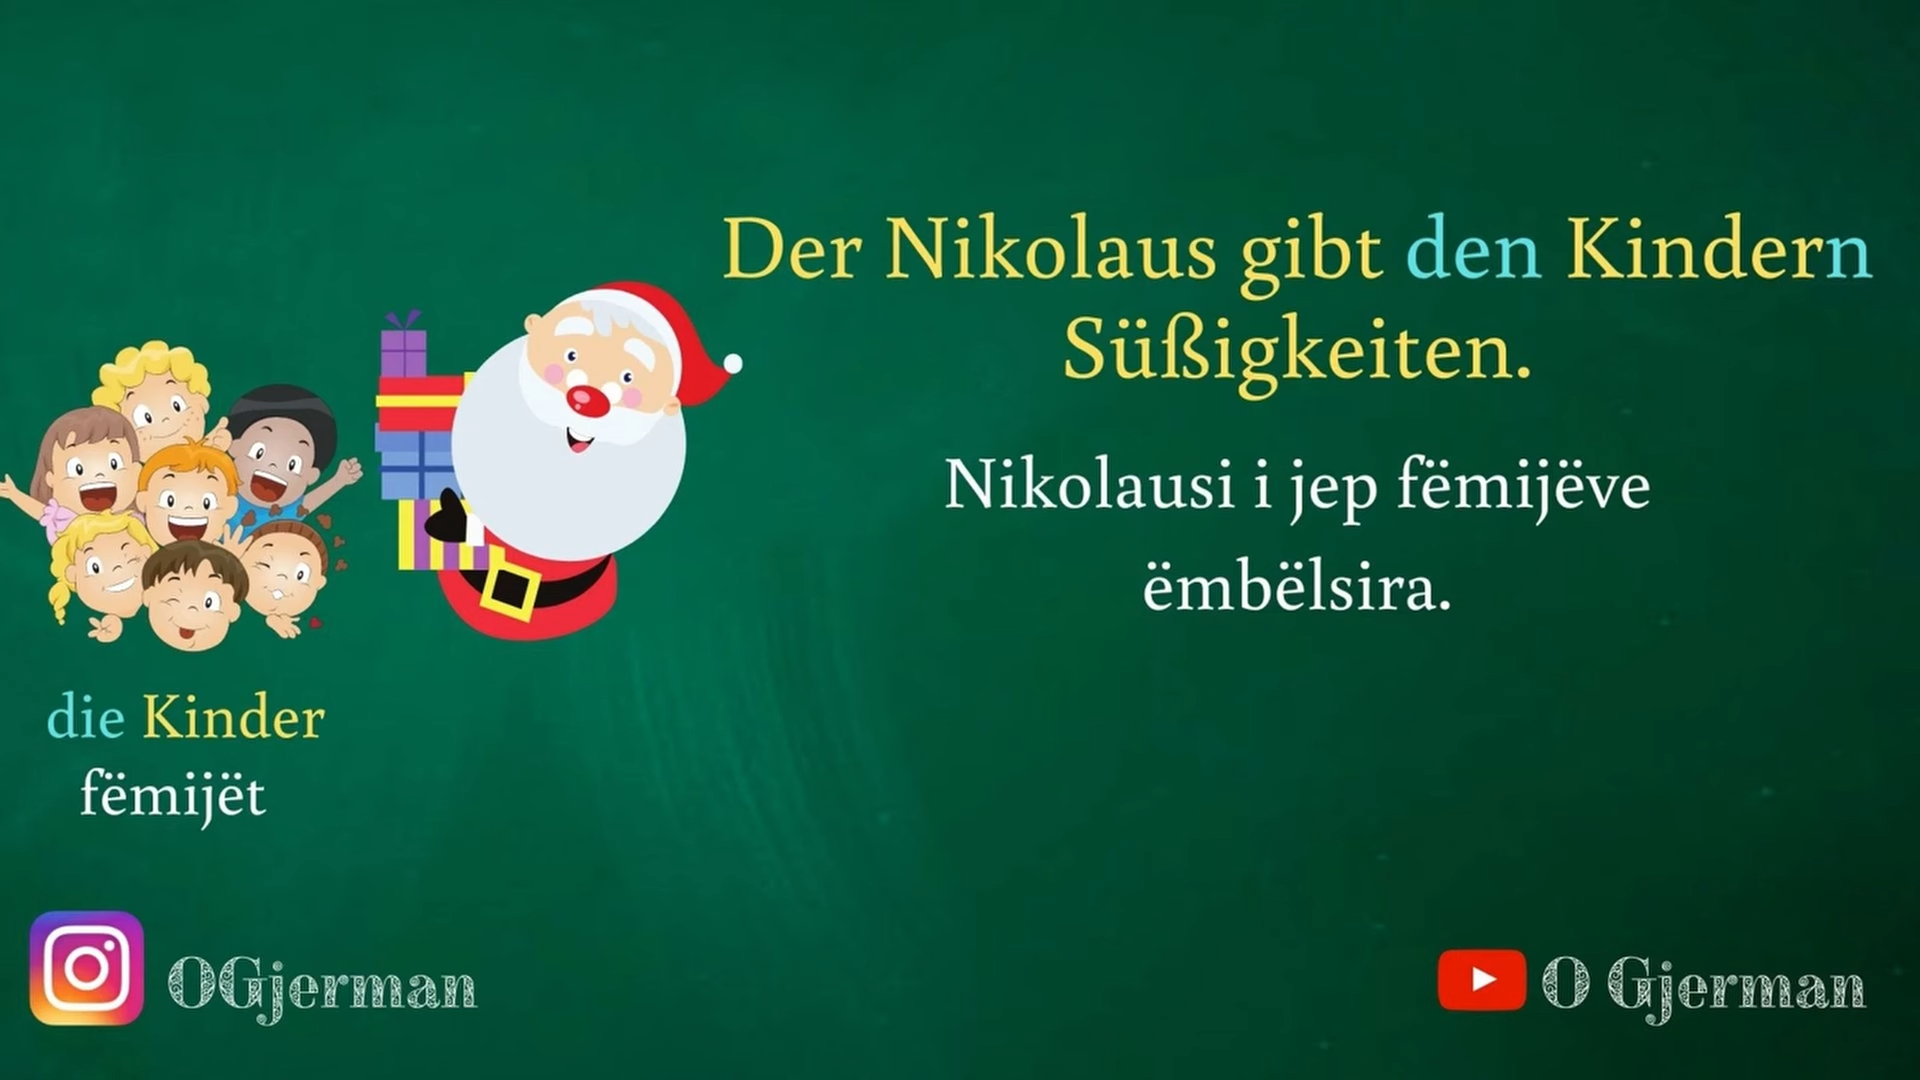 Der Nikolaus gibt den Kindern
Süßigkeiten.
Nikolausi i jep fëmijëve
ëmbëlsira.
die Kinder
fëmijët
OGjerman
O Gjerman